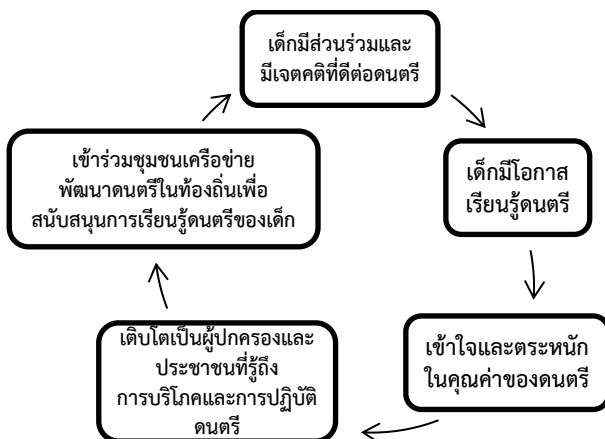 เด็กมีส่วนร่วมและ
มีเจตคติที่ดีต่อดนตรี
เด็กมีโอกาส
เรียนรู้ดนตรี
เข้าใจและตระหนัก
ในคุณค่าของดนตรี
เติบโตเป็นผู้ปกครองและ
ประชาชนที่รู้ถึง
การบริโภคและการปฏิบัติ
ดนตรี
เข้าร่วมชุมชนเครือข่าย
พัฒนาดนตรีในท้องถิ่นเพื่อ
สนับสนุนการเรียนรู้ดนตรีของเด็ก